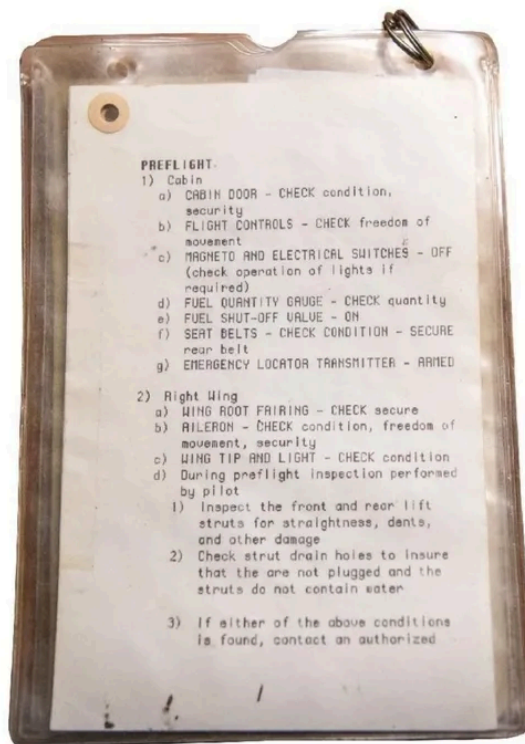 PREFLIGHT
1) Cabin
a) CABIN DOOR - CHECK condition,
security
b) FLIGHT CONTROLS - CHECK freedom of
movement
c) MAGNETO AND ELECTRICAL SWITCHES - OFF
(check operation of lights if
required)
d) FUEL QUANTITY GAUGE - CHECK quantity
e) FUEL SHUT-OFF VALUE - ON
f) SEAT BELTS - CHECK CONDITION - SECURE
rear belt
g) EMERGENCY LOCATOR TRANSMITTER - ARMED
2) Right Wing
a) WING ROOT FAIRING - CHECK secure
b) AILERON - CHECK condition, freedom of
movement, security
c) WING TIP AND LIGHT - CHECK condition
d) During preflight inspection performed
by pilot
1) Inspect the front and rear lift
struts for straightness, dents,
and other damage
2) Check strut drain holes to insure
that the are not plugged and the
struts do not contain water
3) If either of the above conditions
is found, contact an authorized